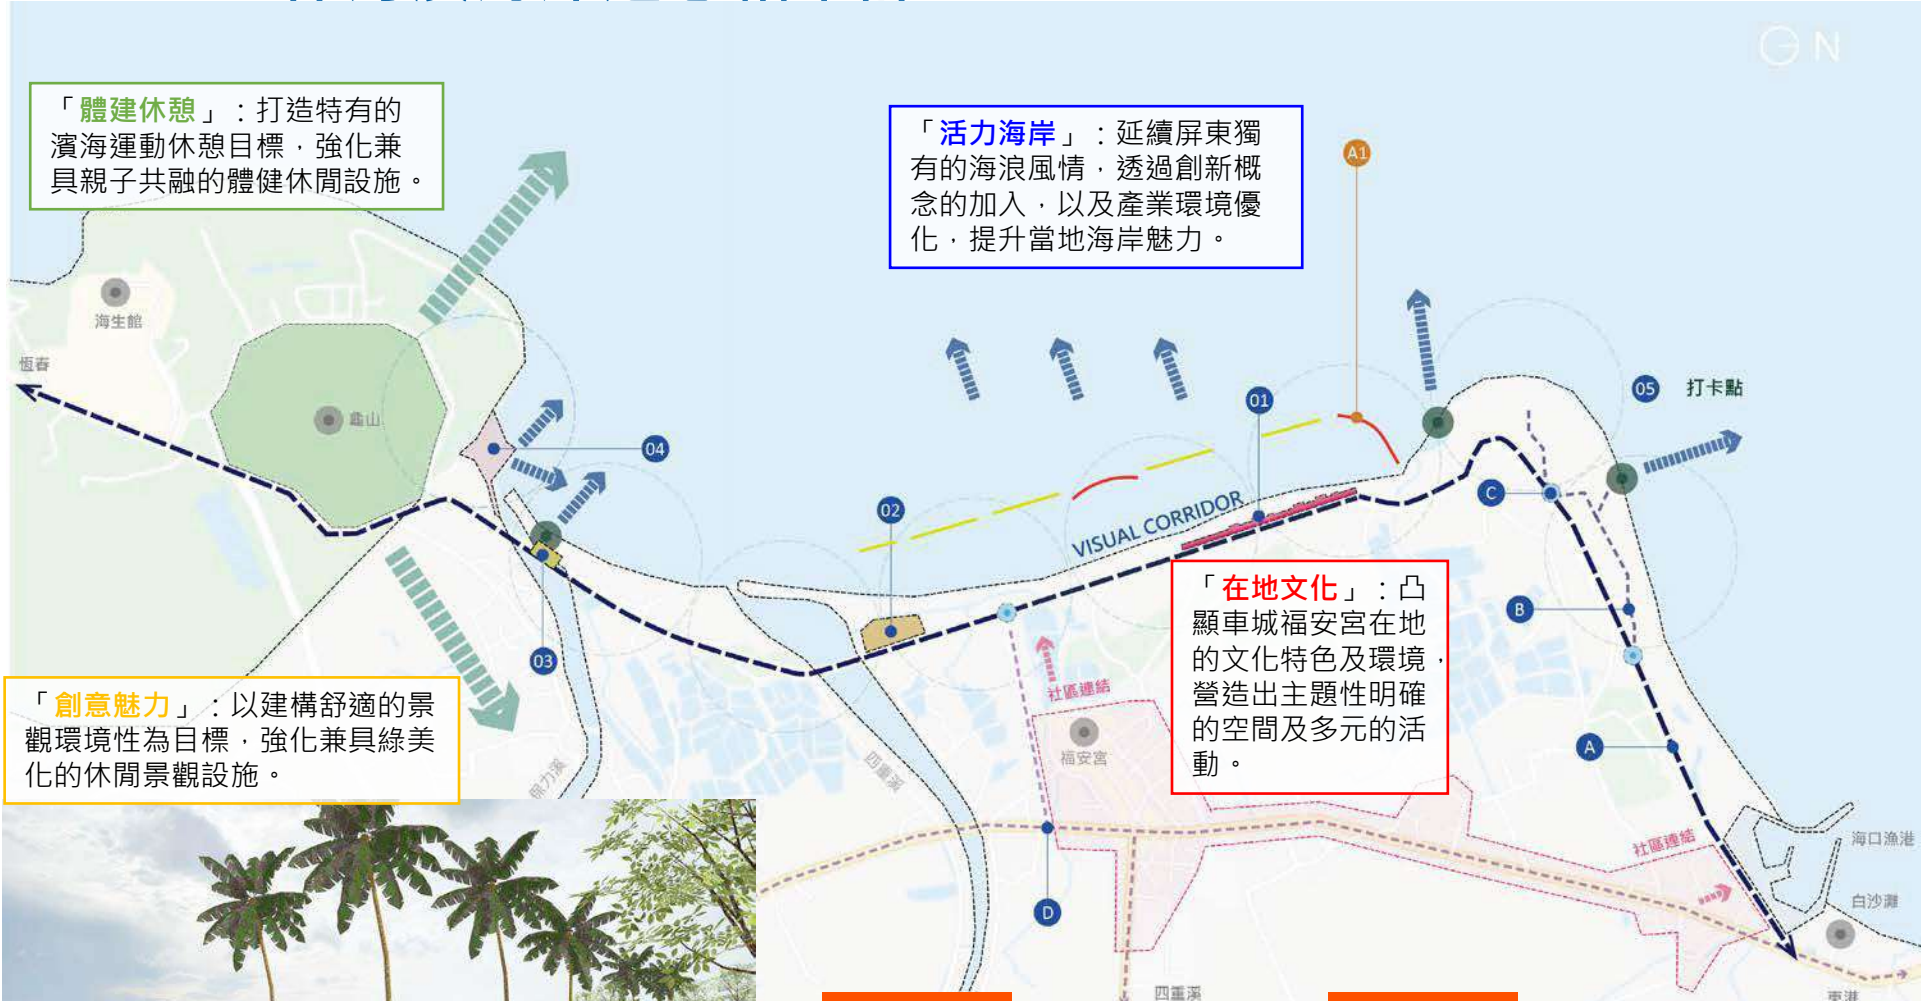 N
「體建休憩」：打造特有的
濱海運動休憩目標，強化兼
具親子共融的體健休閒設施。
「活力海岸」：延續屏東獨
有的海浪風情，透過創新概
念的加入，以及產業環境優
化，提升當地海岸魅力。
A1
海生館
恆春
龜山
04
02
01
05
打卡點
C
VISUAL CORRIDOR
「在地文化」：凸
顯車城福安宮在地
的文化特色及環境，
營造出主題性明確
的空間及多元的活
動。
B
03
社區連結
「創意魅力」：以建構舒適的景
觀環境性為目標，強化兼具綠美
化的休閒景觀設施。
保力溪
四重溪
福安宮
A
社區連結
海口漁港
白沙灘
D
四重溪